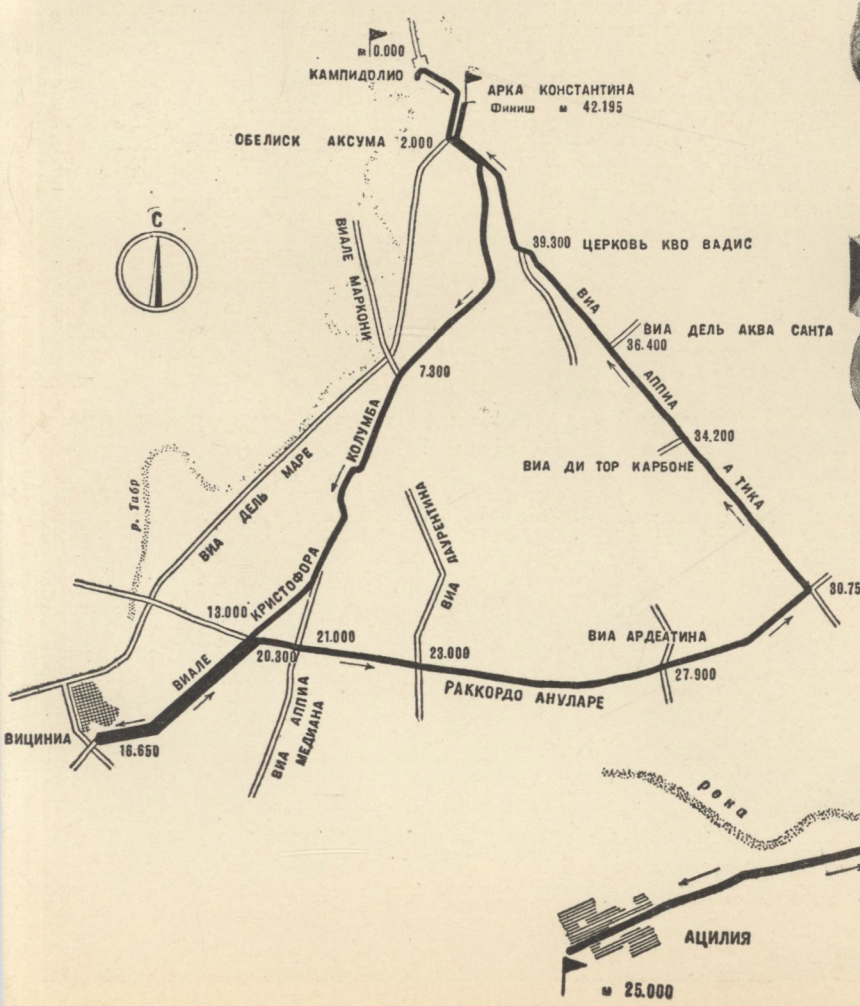 м 0.000
КАМПИДОЛИО
АРКА КОНСТАНТИНА
Финиш м 42.195
ОБЕЛИСК АКСУМА 2.000
С
ВИАЛЕ МАРКОНИ
39.300 ЦЕРКОВЬ КВО ВАДИС
ВИА АППИА А ТИКА
ВИА ДЕЛЬ АКВА САНТА
36.400
7.300
34.200
ВИА ДИ ТОР КАРБОНЕ
р. Тибр
ВИА ДЕЛЬ МАРЕ
ВИАЛЕ КРИСТОФОРА КОЛУМБА
ВИА ЛАУРЕНТИНА
30.75
13.000
20.300
21.000
23.000
ВИА АРДЕАТИНА
27.900
РАККОРДО АНУЛАРЕ
ВИА АППИА
МЕДИАНА
ВИЦИНИА
16.650
река
АЦИЛИЯ
м 25.000